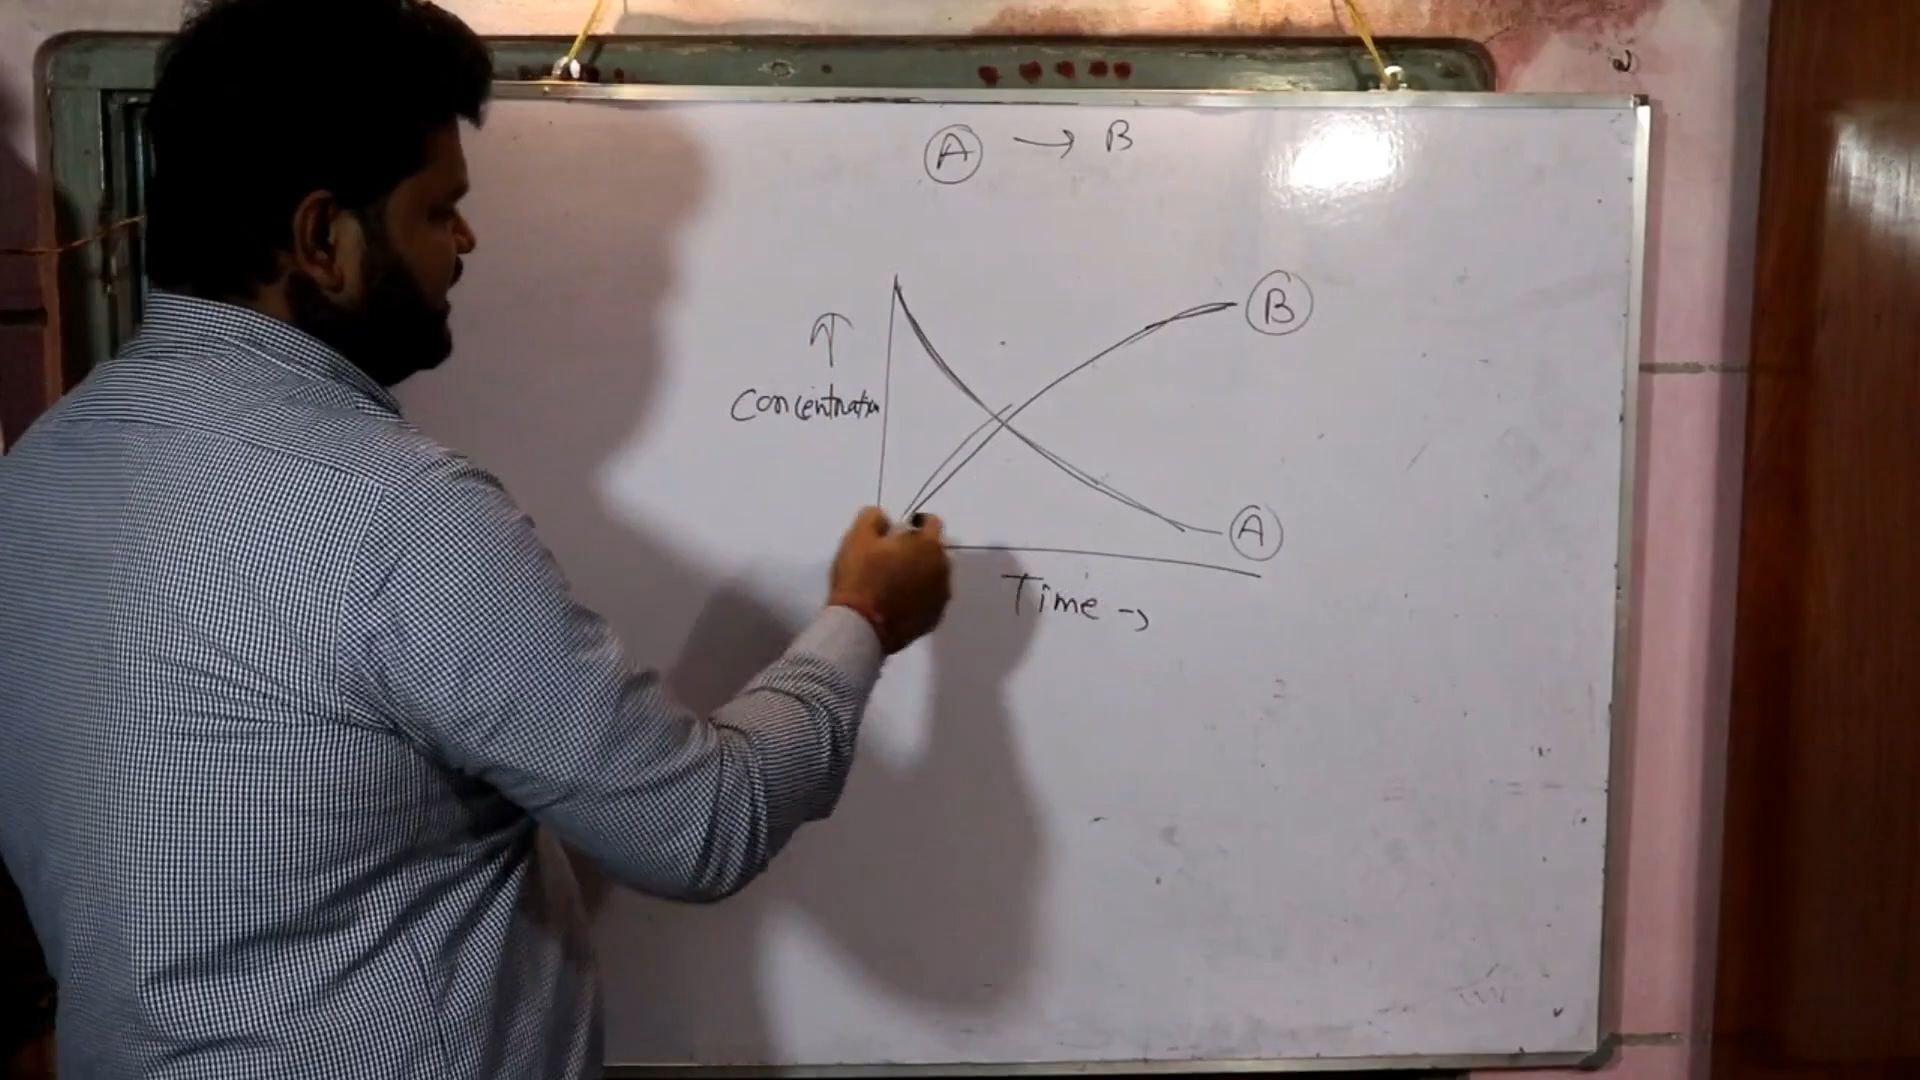 A → B
↑
B
Concentration
A
Time →